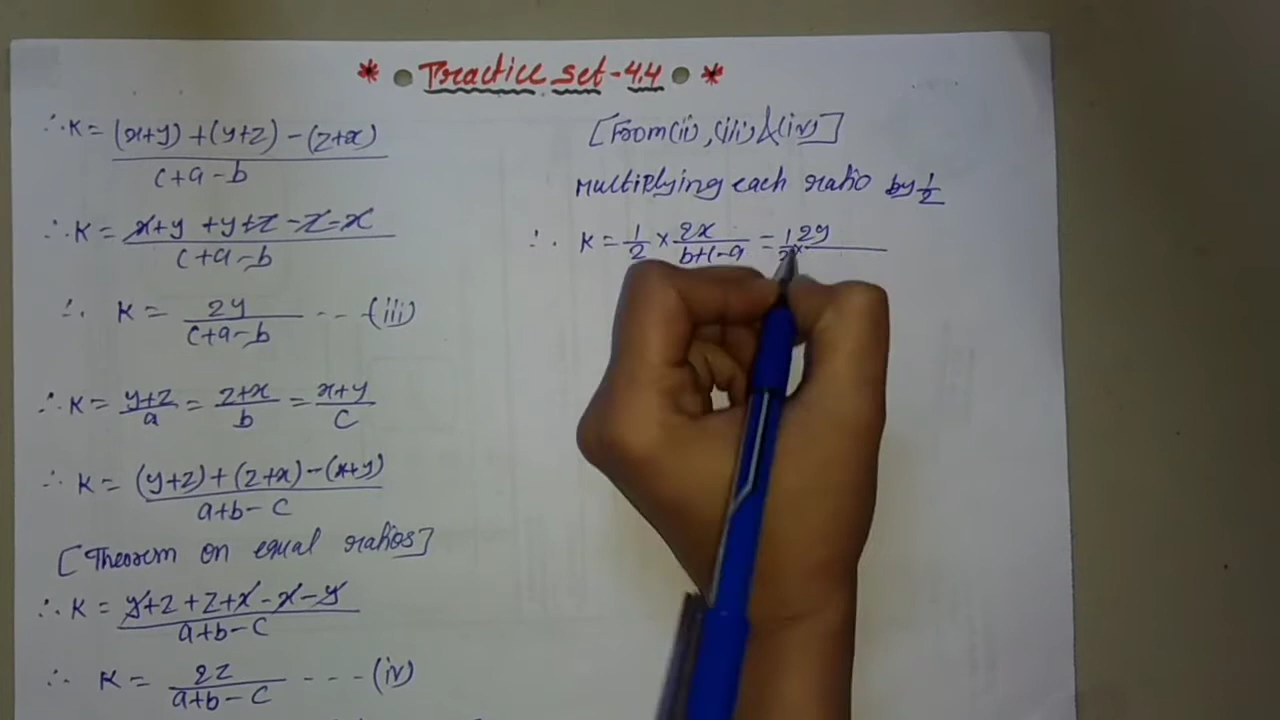 * Practice set-4.4 *
∴ K = (x+y) + (y+z) - (z+x) / c+a-b
∴ K = x+y +y+z -z-x / c+a-b
∴ K = 2y / c+a-b --- (iii)
∴ K = y+z / a = z+x / b = x+y / c
∴ K = (y+z)+(z+x)-(x+y) / a+b-c
[Theorem on equal ratios]
∴ K = y+z+z+x-x-y / a+b-c
∴ K = 2z / a+b-c --- (iv)
[From (ii), (iii) & (iv)]
Multiplying each ratio by 1/2
∴ K = 1/2 × 2x / b+c-a = 1/2 × 2y